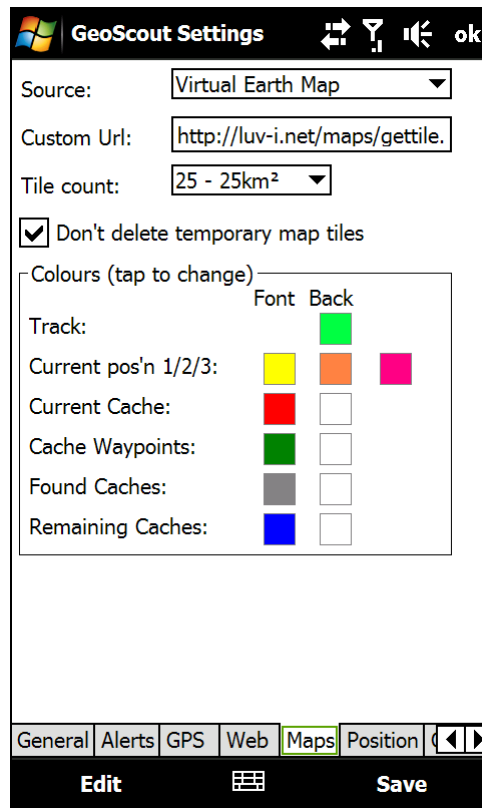 GeoScout Settings ok
Source: Virtual Earth Map
Custom Url: http://luv-i.net/maps/gettile.
Tile count: 25 - 25km²
Don't delete temporary map tiles
Colours (tap to change)
Font Back
Track:
Current pos'n 1/2/3:
Current Cache:
Cache Waypoints:
Found Caches:
Remaining Caches:
General Alerts GPS Web Maps Position
Edit Save